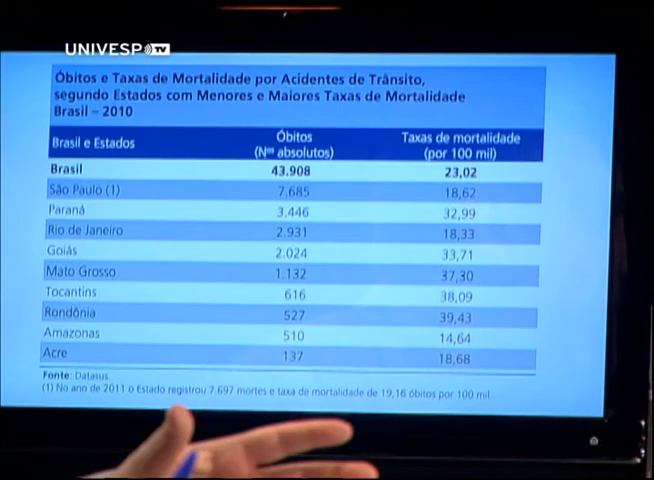 UNIVESP TV
Óbitos e Taxas de Mortalidade por Acidentes de Trânsito,
segundo Estados com Menores e Maiores Taxas de Mortalidade
Brasil – 2010
Brasil e Estados Óbitos (Nos absolutos) Taxas de mortalidade (por 100 mil)
Brasil 43.908 23,02
São Paulo (1) 7.685 18,62
Paraná 3.446 32,99
Rio de Janeiro 2.931 18,33
Goiás 2.024 33,71
Mato Grosso 1.132 37,30
Tocantins 616 38,09
Rondônia 527 39,43
Amazonas 510 14,64
Acre 137 18,68
Fonte: Datasus.
(1) No ano de 2011 o Estado registrou 7.697 mortes e taxa de mortalidade de 19,16 óbitos por 100 mil.